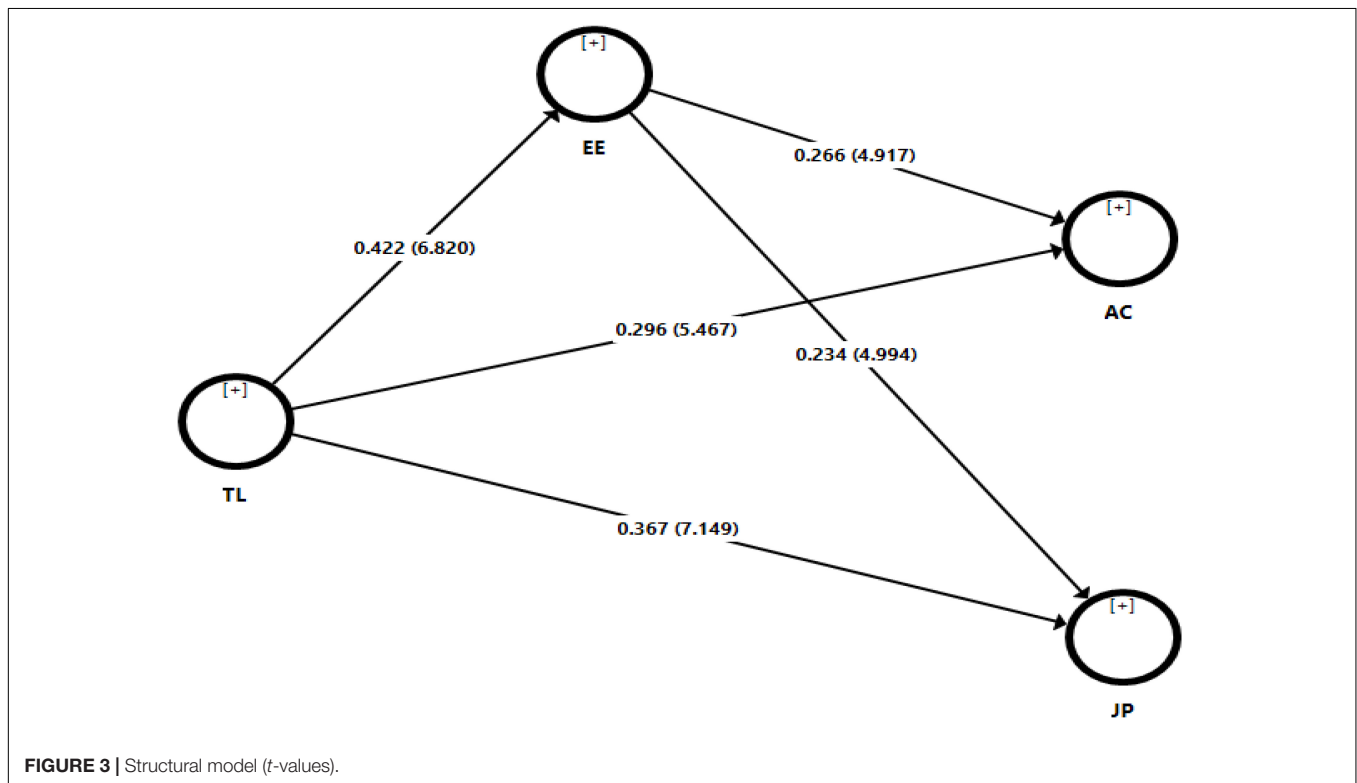 [+]
EE
0.266 (4.917)
[+]
0.422 (6.820)
AC
0.296 (5.467)
0.234 (4.994)
[+]
TL
0.367 (7.149)
[+]
JP
FIGURE 3 | Structural model (t-values).